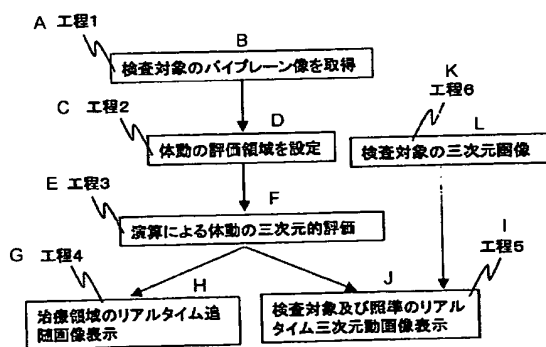 A 工程1
B
検査対象のバイプレーン像を取得
C 工程2
D
体動の評価領域を設定
K
工程6
L
検査対象の三次元画像
E 工程3
F
演算による体動の三次元的評価
G 工程4
H
治療領域のリアルタイム追
随画像表示
I
工程5
J
検査対象及び照準のリアル
タイム三次元動画像表示